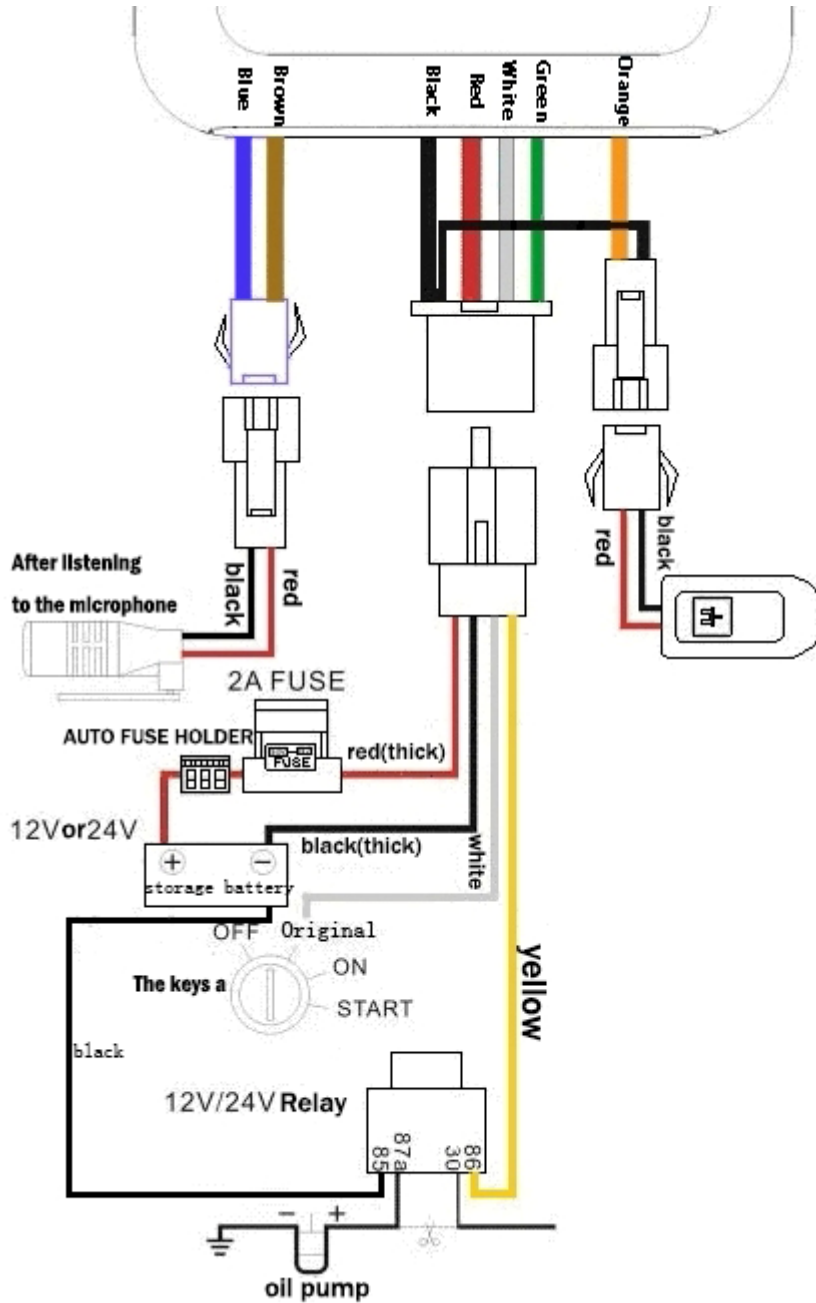 Blue
Brown
Black
Red
White
Green
Orange
After listening
to the microphone
black
red
red
black
2A FUSE
AUTO FUSE HOLDER
FUSE
red(thick)
12Vor24V
+
−
storage battery
black(thick)
white
OFF
Original
ON
The keys a
START
yellow
black
12V/24V Relay
85
87a
30
86
− +
oil pump